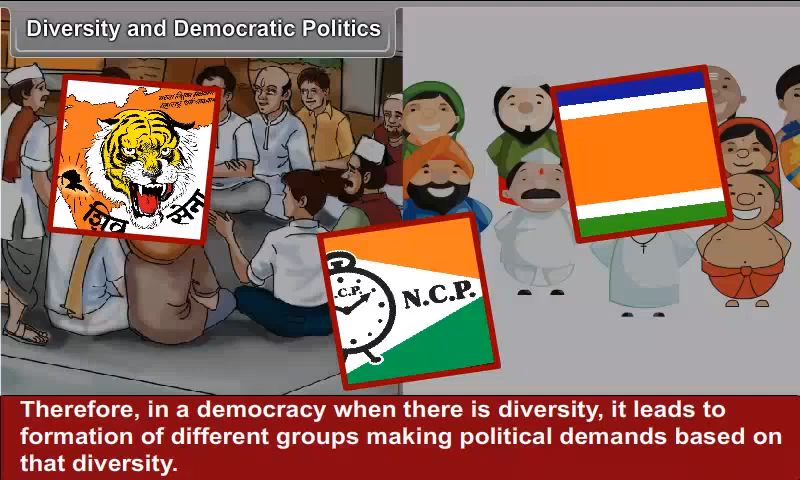 Diversity and Democratic Politics
शिव सेना
N.C.P.
.C.P.
Therefore, in a democracy when there is diversity, it leads to
formation of different groups making political demands based on
that diversity.